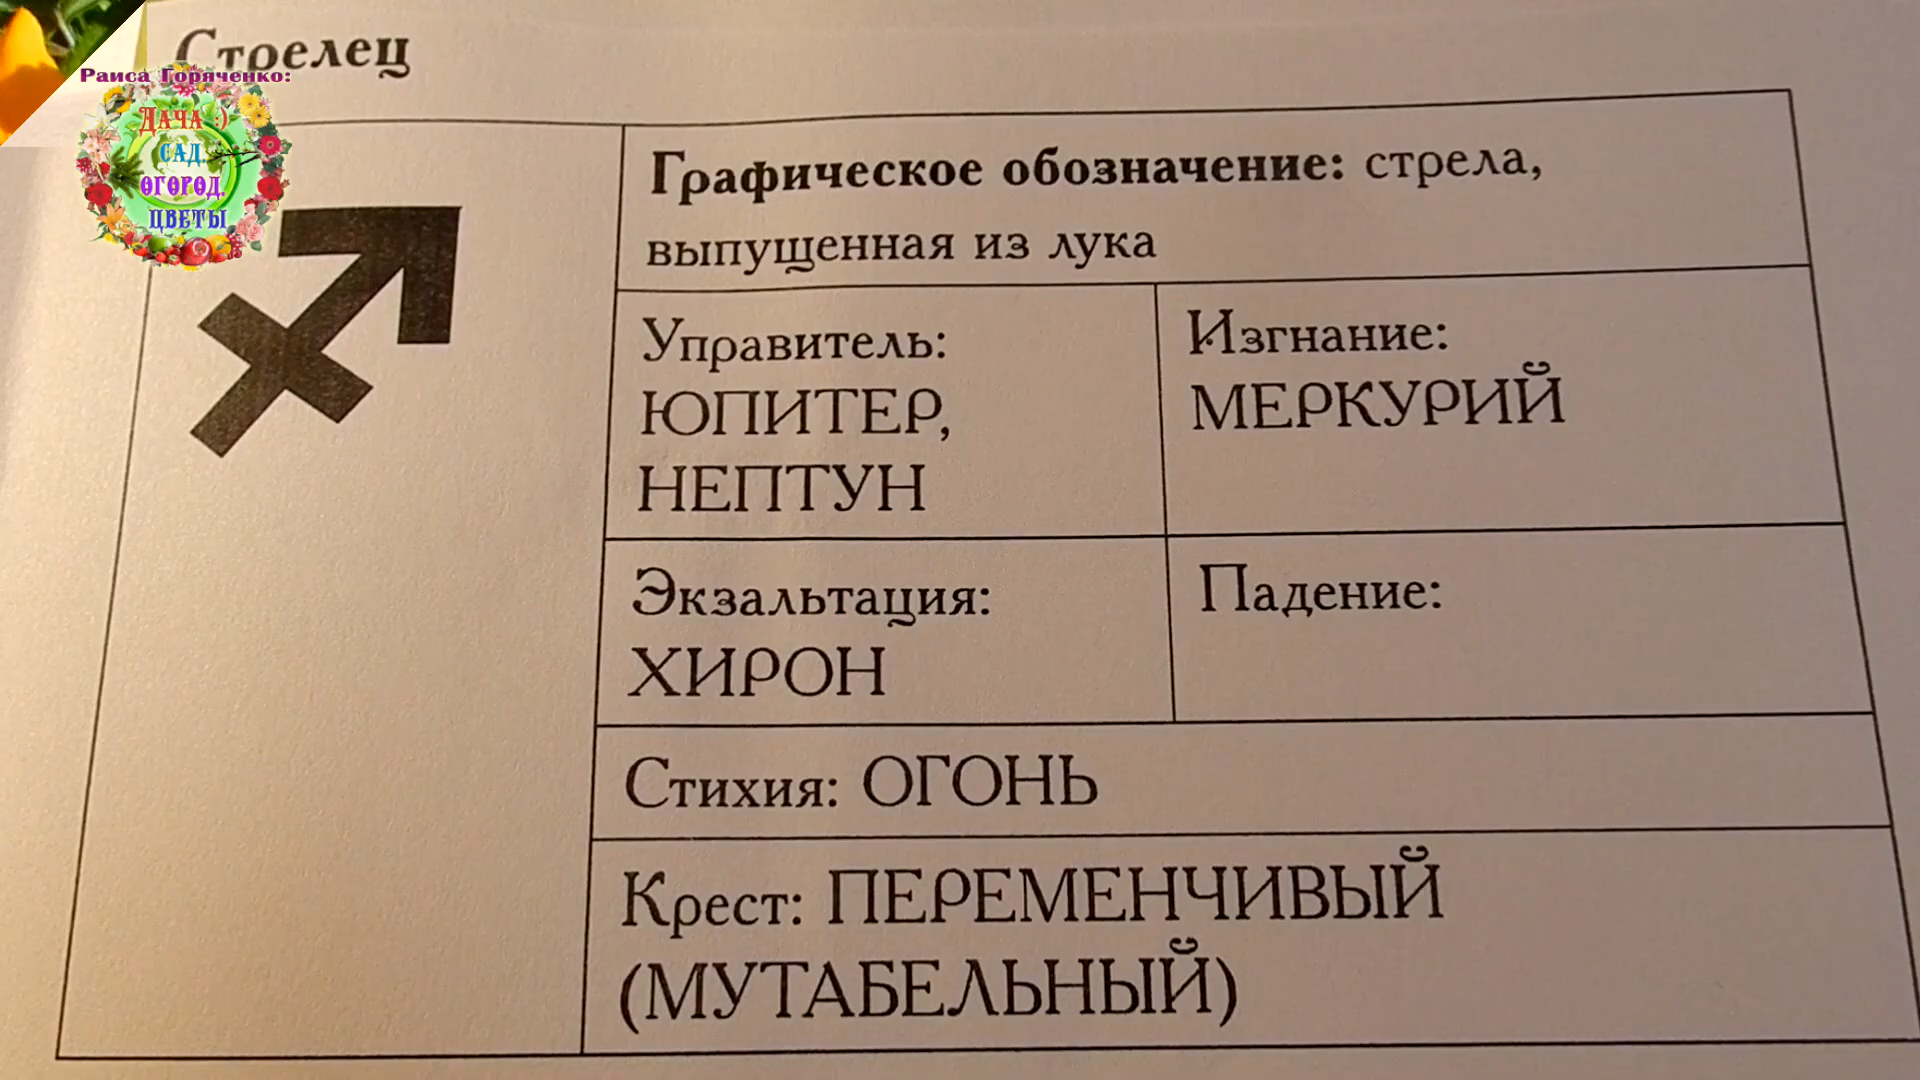 Стрелец
Раиса Горяченко:
Дача :)
САД,
ОГОРОД,
ЦВЕТЫ
Графическое обозначение: стрела,
выпущенная из лука
Управитель:
ЮПИТЕР,
НЕПТУН
Изгнание:
МЕРКУРИЙ
Экзальтация:
ХИРОН
Падение:
Стихия: ОГОНЬ
Крест: ПЕРЕМЕНЧИВЫЙ
(МУТАБЕЛЬНЫЙ)